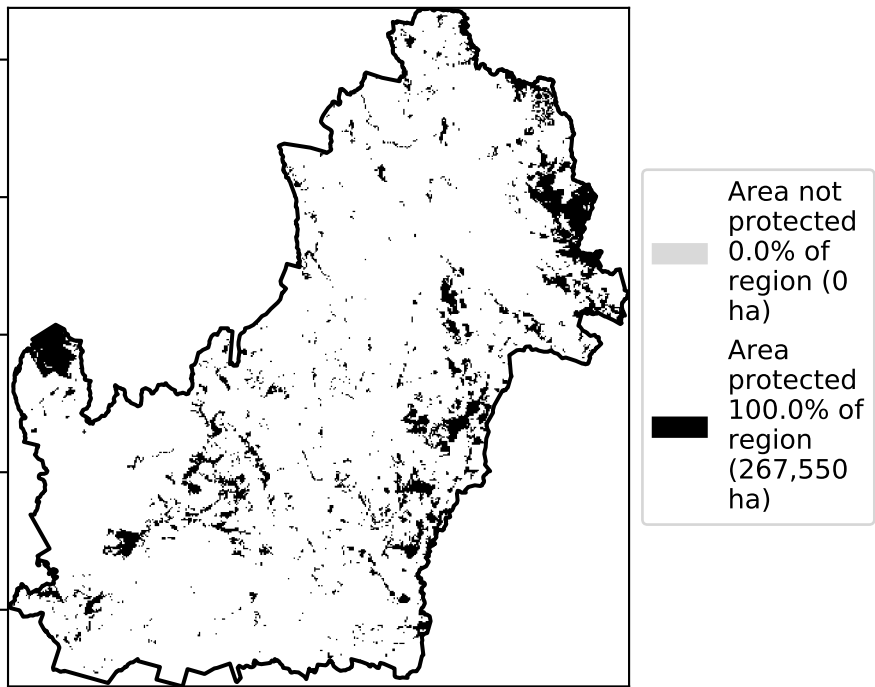 Area not
protected
0.0% of
region (0
ha)
Area
protected
100.0% of
region
(267,550
ha)